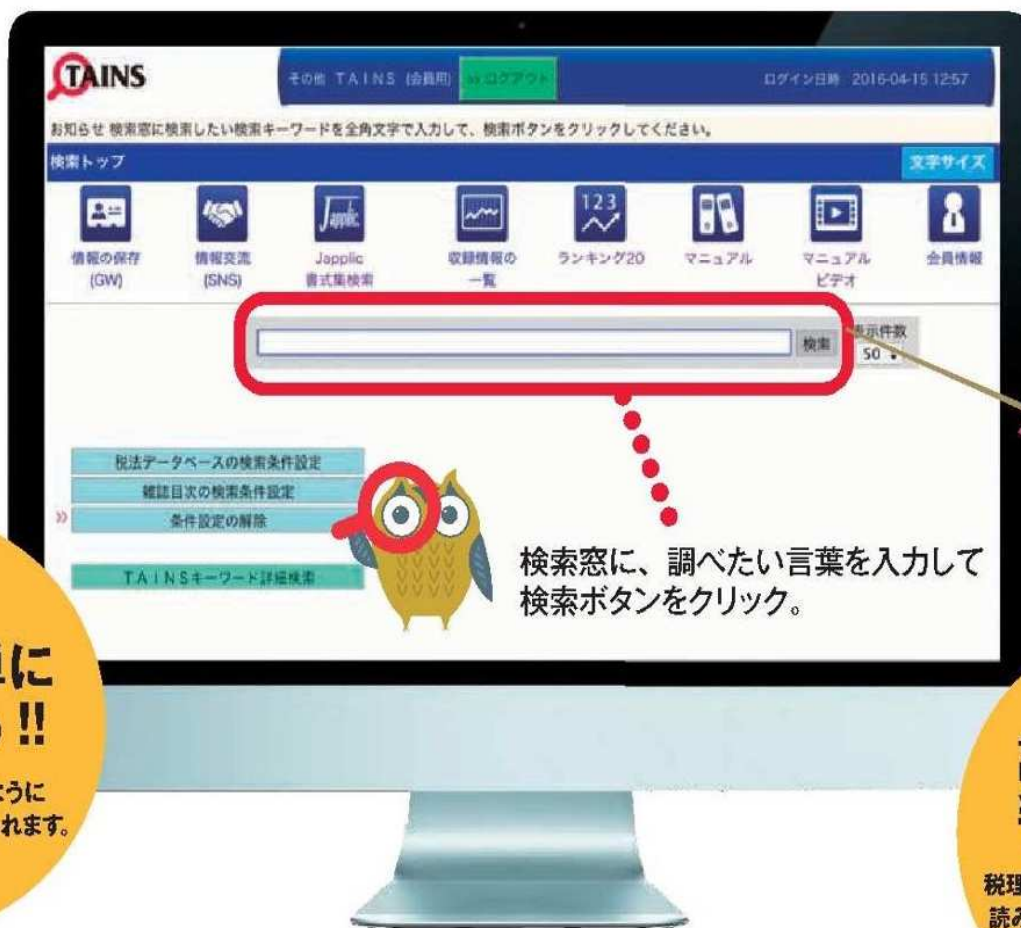 TAINS
その他 TAINS (会員用) >> ログアウト ログイン日時 2016-04-15 12:57
お知らせ 検索窓に検索したい検索キーワードを全角文字で入力して、検索ボタンをクリックしてください。
検索トップ 文字サイズ
Japplic 123
情報の保存 情報交流 Japplic 収録情報の ランキング20 マニュアル マニュアル 会員情報
(GW) (SNS) 書式集検索 一覧 ビデオ
検索 表示件数
50
税法データベースの検索条件設定
雑誌目次の検索条件設定
>> 条件設定の解除
TAINSキーワード詳細検索
検索窓に、調べたい言葉を入力して
検索ボタンをクリック。
単に
!!
ように
れます。
税理
読み